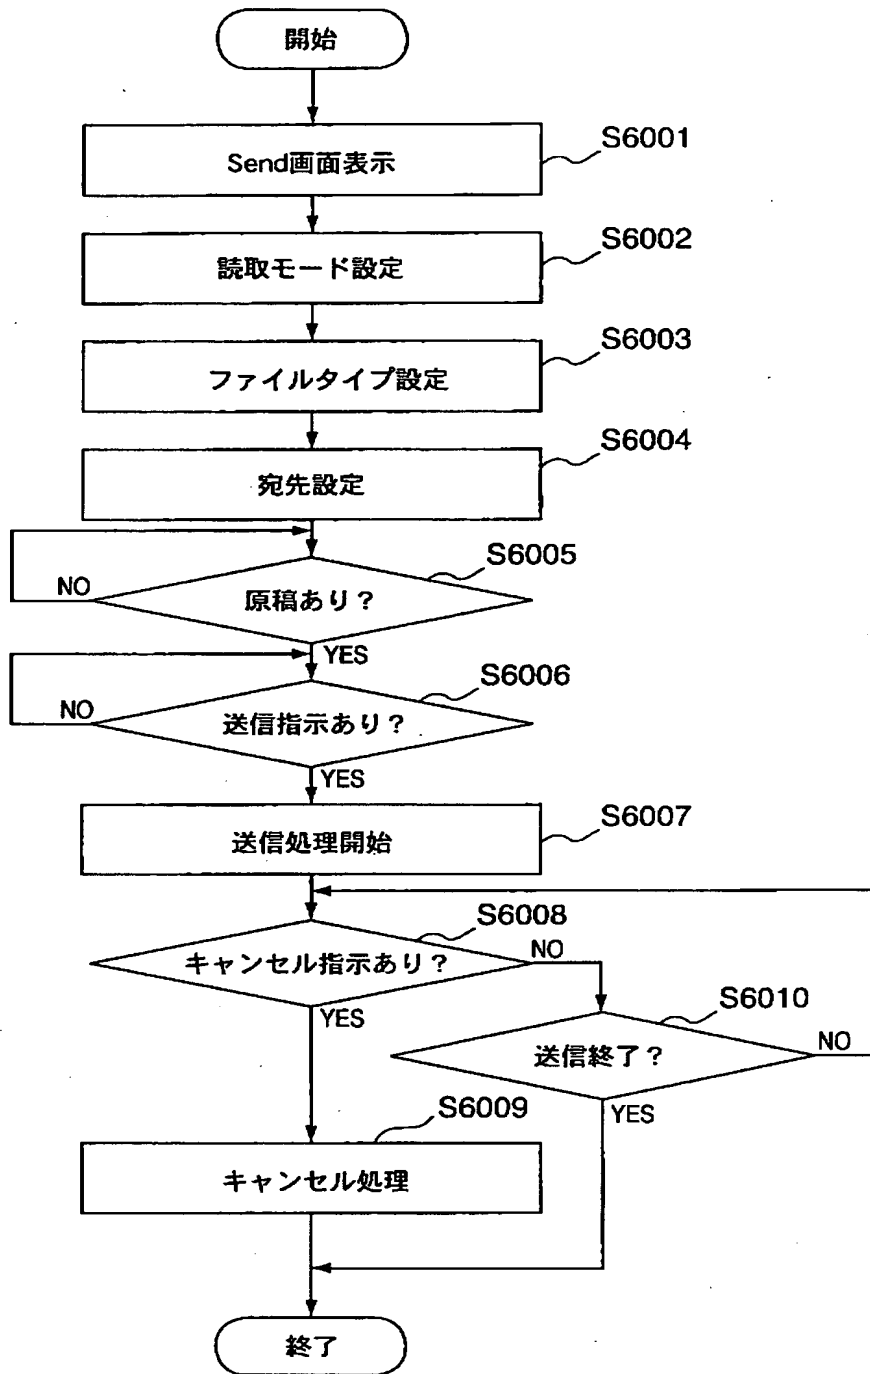 開始
S6001
Send画面表示
S6002
読取モード設定
S6003
ファイルタイプ設定
S6004
宛先設定
S6005
NO
原稿あり？
YES
S6006
NO
送信指示あり？
YES
S6007
送信処理開始
S6008
キャンセル指示あり？
NO
YES
S6010
送信終了？
NO
YES
S6009
キャンセル処理
終了